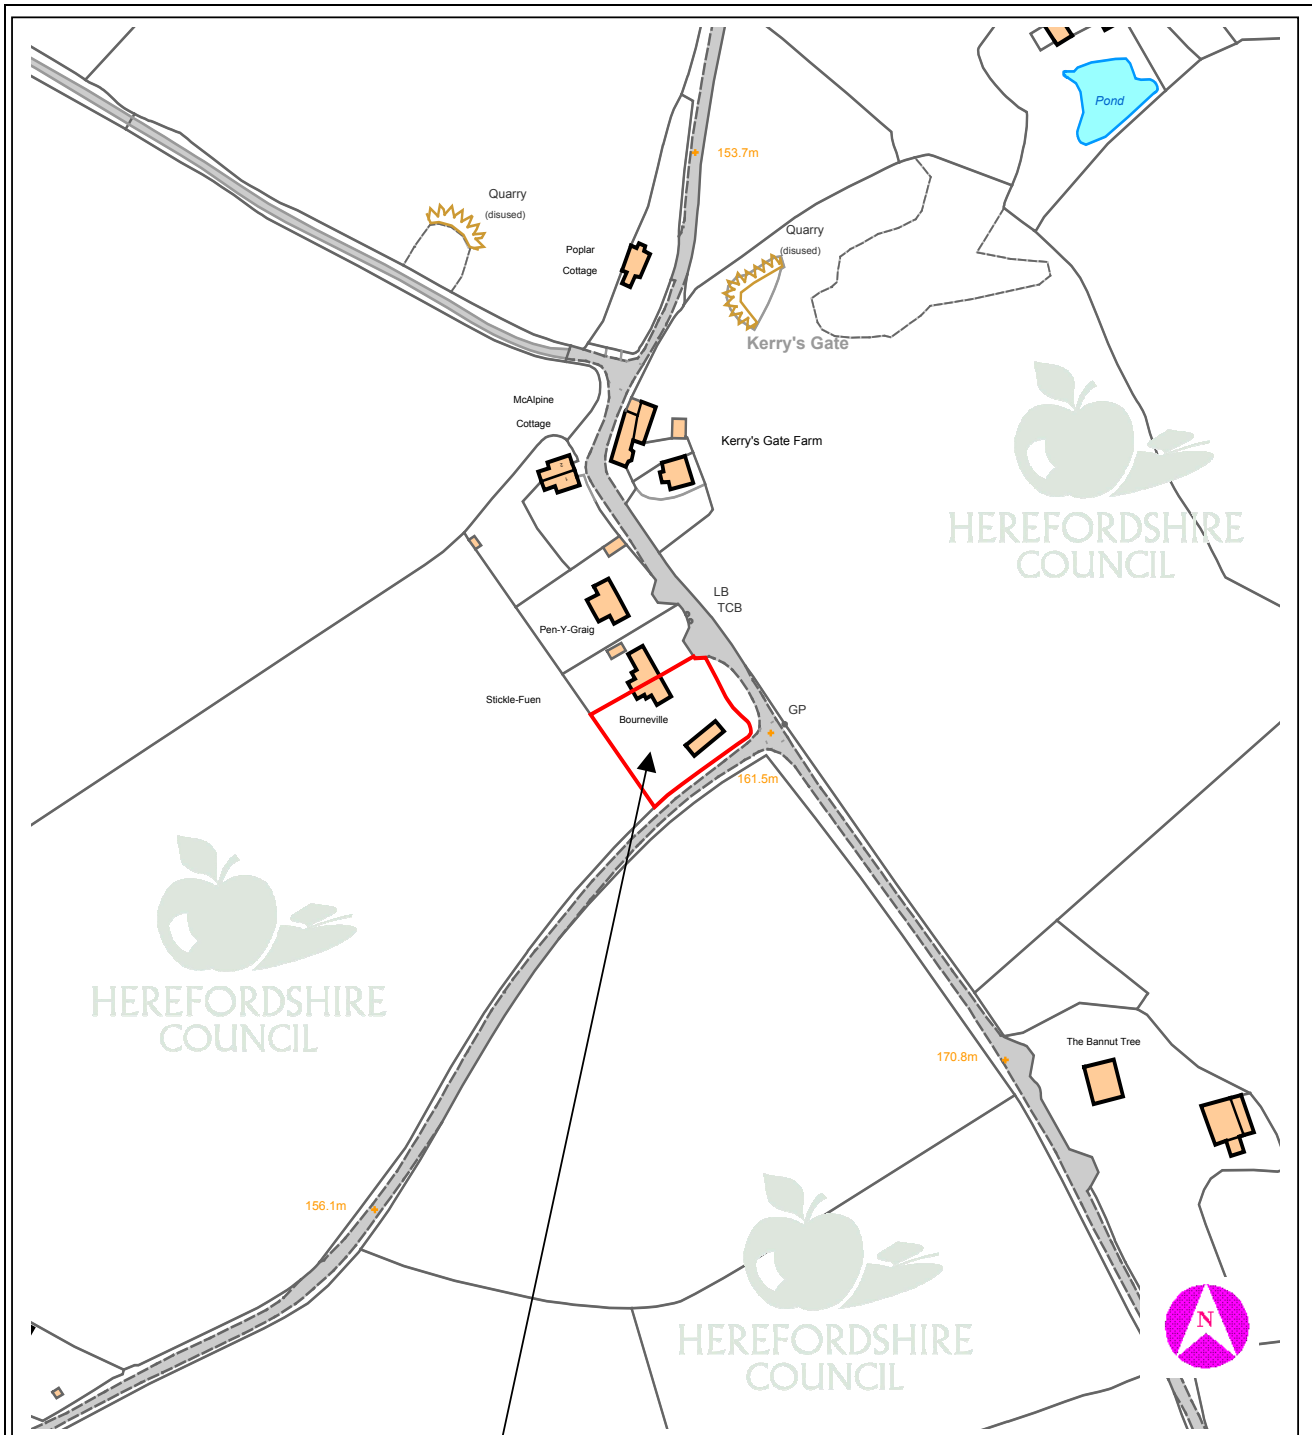 Pond
153.7m
Quarry
(disused)
Quarry
(disused)
Poplar
Cottage
Kerry's Gate
McAlpine
Cottage
Kerry's Gate Farm
HEREFORDSHIRE
COUNCIL
LB
TCB
Pen-Y-Graig
Stickle-Fuen
Bourneville
GP
161.5m
HEREFORDSHIRE
COUNCIL
170.8m
The Bannut Tree
156.1m
HEREFORDSHIRE
COUNCIL
N